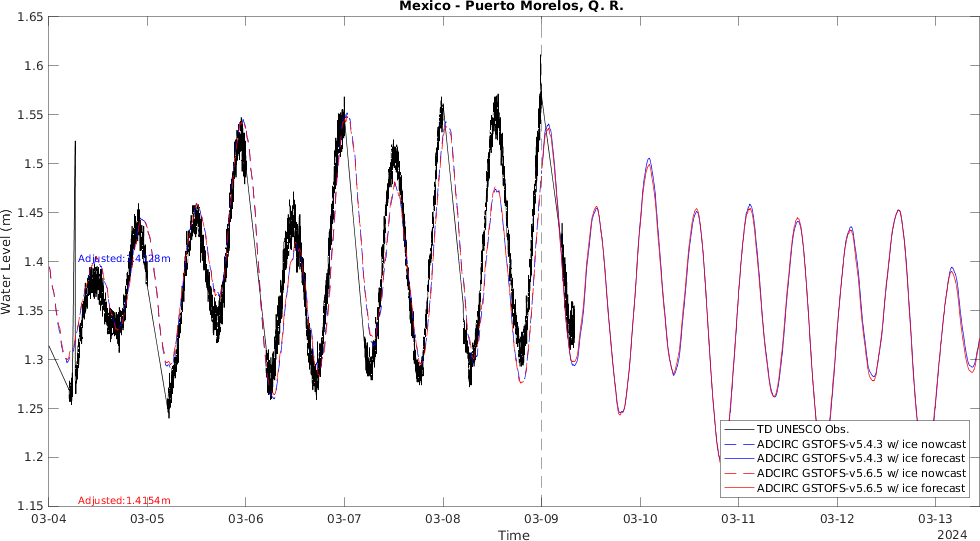 Mexico - Puerto Morelos, Q. R.
1.65
1.6
1.55
1.5
1.45
1.4
1.35
1.3
1.25
1.2
1.15
Water Level (m)
Adjusted:
Adjusted:1.4154m
TD UNESCO Obs.
ADCIRC GSTOFS-v5.4.3 w/ ice nowcast
ADCIRC GSTOFS-v5.4.3 w/ ice forecast
ADCIRC GSTOFS-v5.6.5 w/ ice nowcast
ADCIRC GSTOFS-v5.6.5 w/ ice forecast
03-04 03-05 03-06 03-07 03-08 03-09 03-10 03-11 03-12 03-13
Time
2024